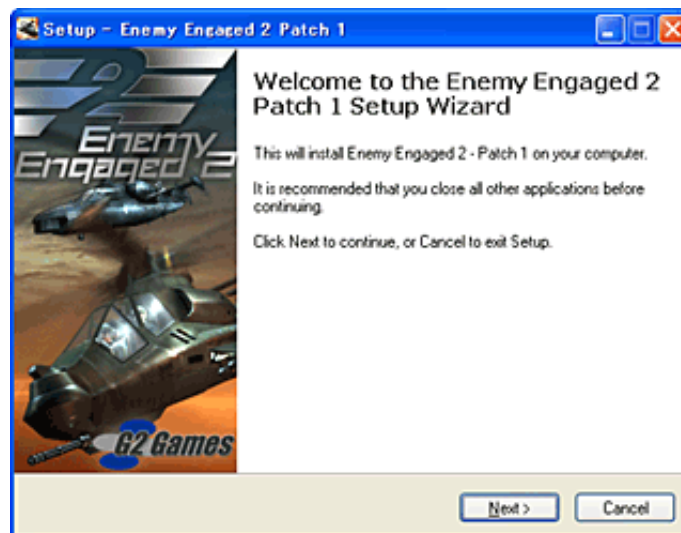 Setup - Enemy Engaged 2 Patch 1
2
Enemy
Engaged 2
G2 Games
Welcome to the Enemy Engaged 2
Patch 1 Setup Wizard
This will install Enemy Engaged 2 - Patch 1 on your computer.
It is recommended that you close all other applications before
continuing.
Click Next to continue, or Cancel to exit Setup.
Next >
Cancel